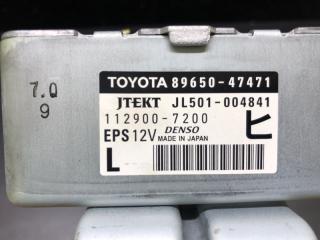 7.0
9
TOYOTA 89650-47471
JTEKT JL501-004841
112900-7200
EPS 12V DENSO MADE IN JAPAN
ヒ
L